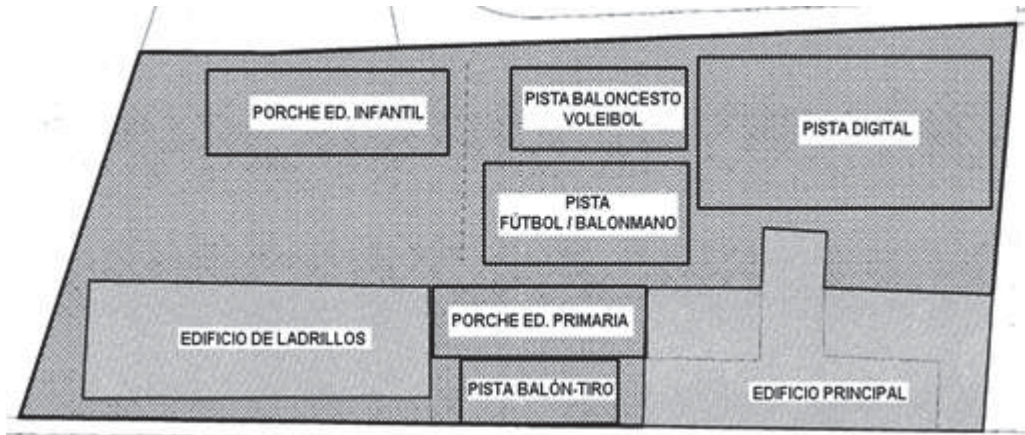 PORCHE ED. INFANTIL
PISTA BALONCESTO
VOLEIBOL
PISTA DIGITAL
PISTA
FÚTBOL / BALONMANO
PORCHE ED. PRIMARIA
EDIFICIO DE LADRILLOS
PISTA BALÓN-TIRO
EDIFICIO PRINCIPAL